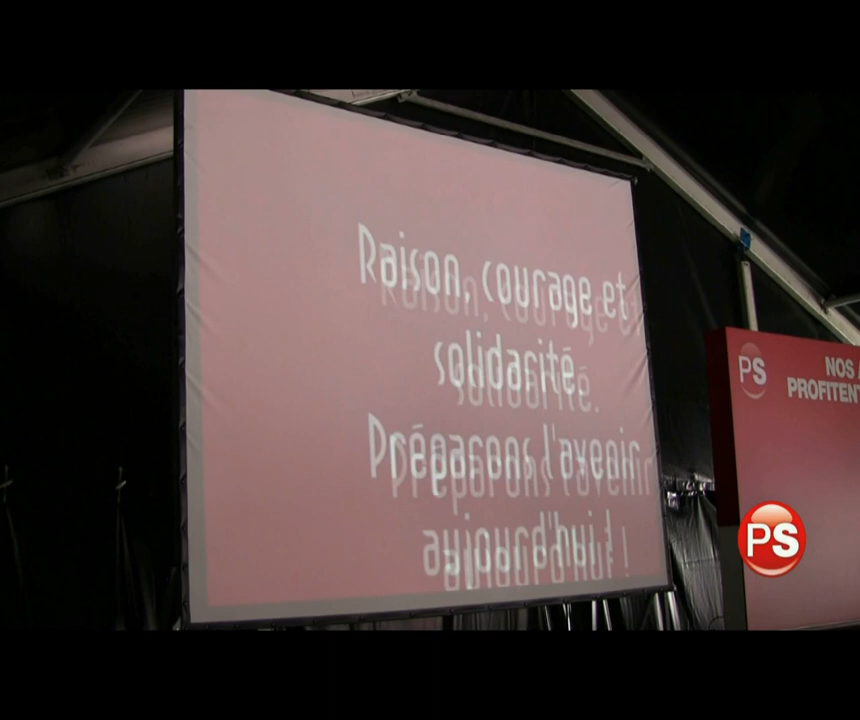 Raison, courage et
solidarité.
Préparons l'avenir
aujourd'hui !
PS
NOS
PROFITENT
PS